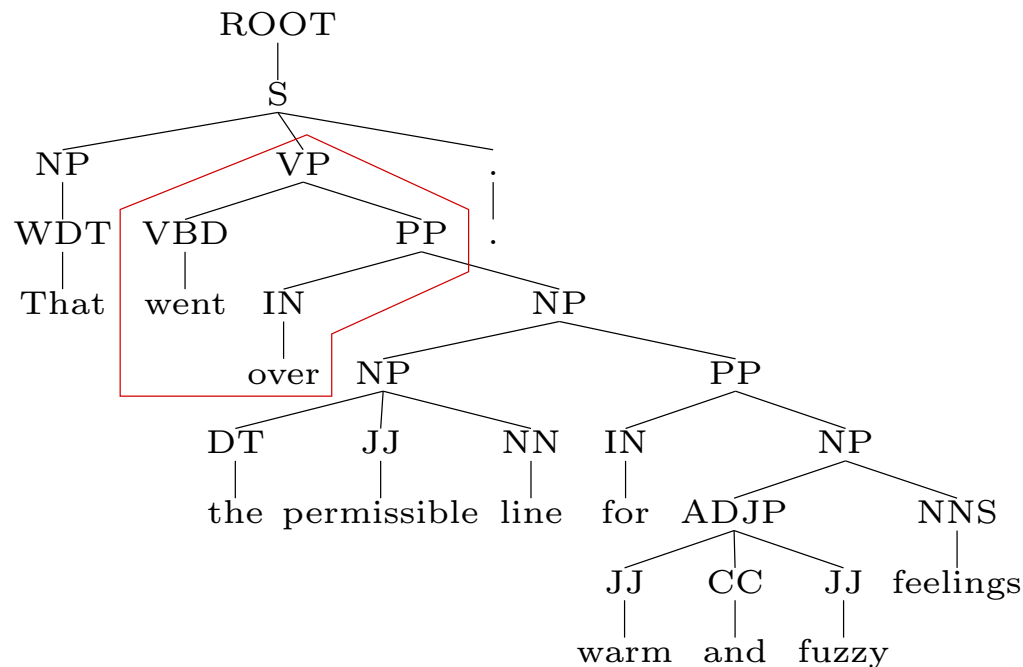 ROOT
S
NP VP .
WDT VBD PP .
That went IN NP
over NP PP
DT JJ NN IN NP
the permissible line for ADJP NNS
JJ CC JJ feelings
warm and fuzzy